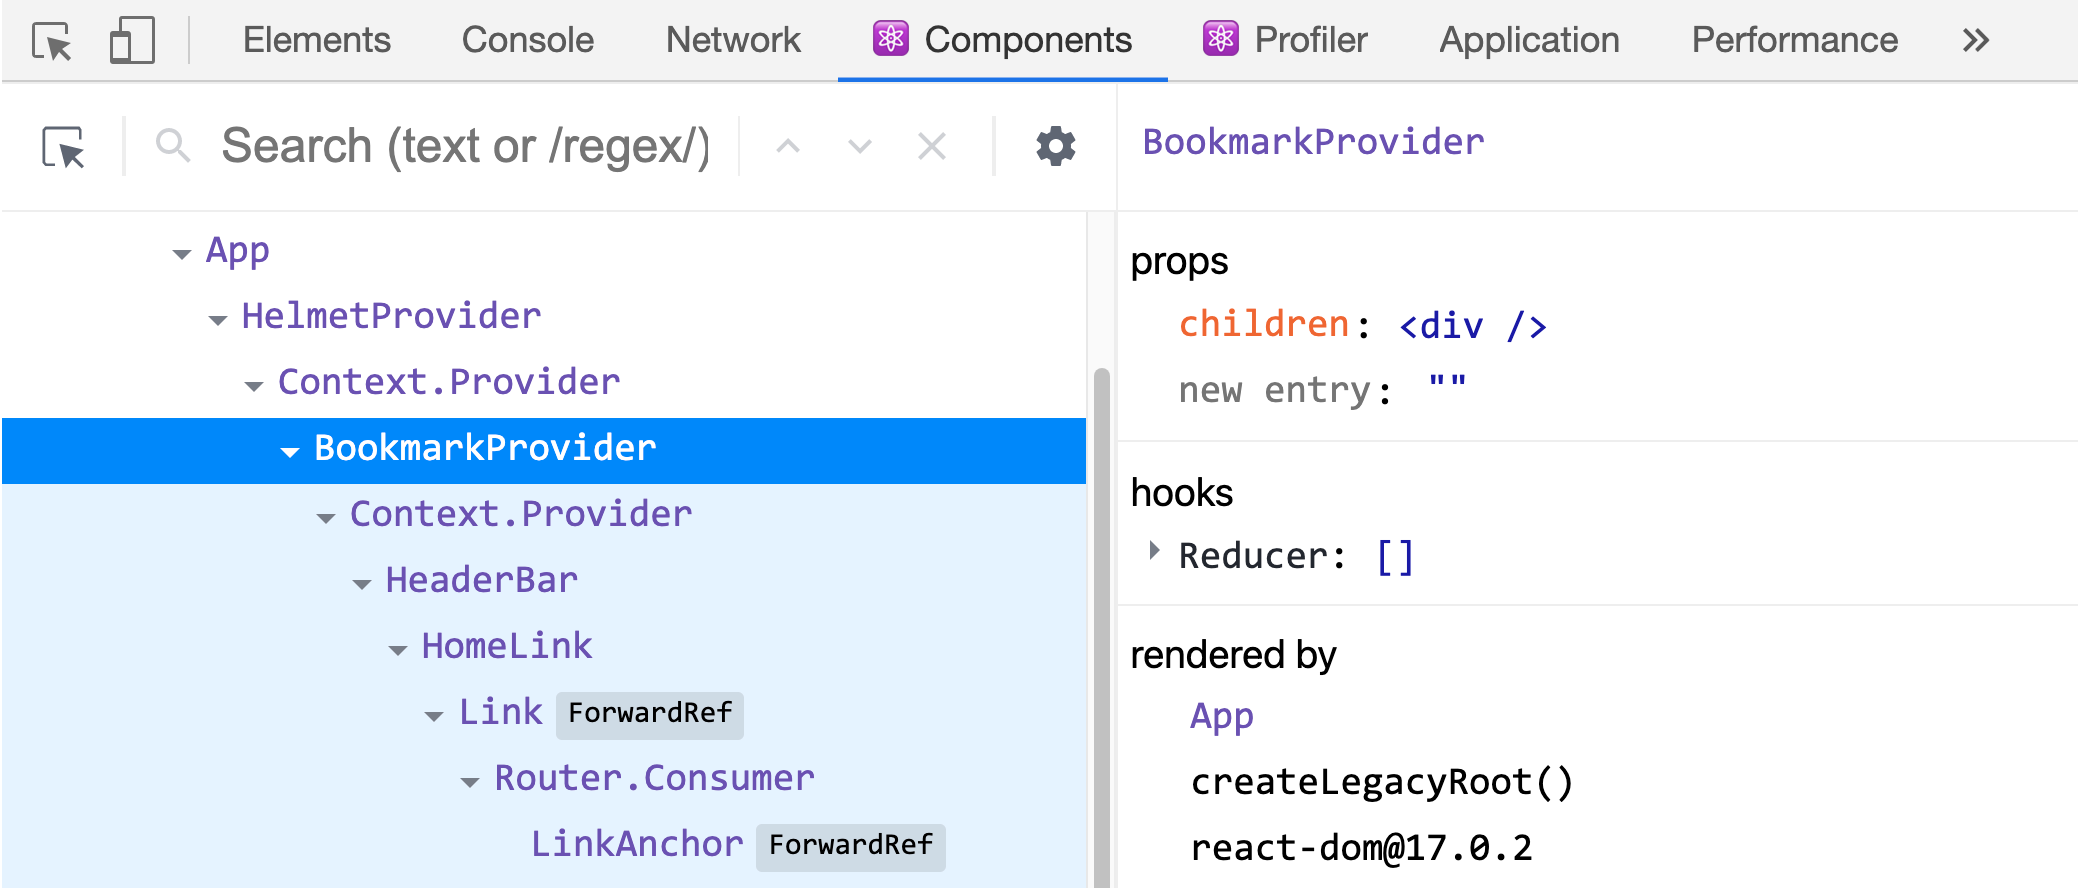 Elements Console Network Components Profiler Application Performance
Search (text or /regex/)
BookmarkProvider
App
HelmetProvider
Context.Provider
BookmarkProvider
Context.Provider
HeaderBar
HomeLink
Link ForwardRef
Router.Consumer
LinkAnchor ForwardRef
props
children: <div />
new entry: ""
hooks
Reducer: []
rendered by
App
createLegacyRoot()
react-dom@17.0.2